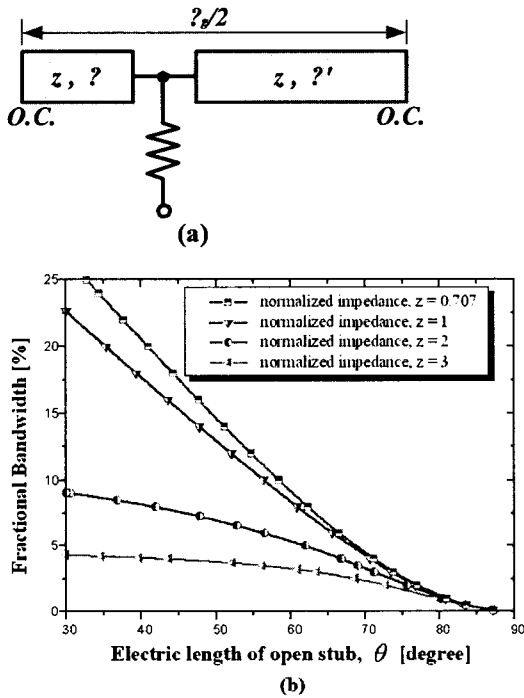 ?g/2
z, ?
z, ?'
O.C.
O.C.
(a)
25
20
15
10
5
0
Fractional Bandwidth [%]
normalized impedance, z = 0.707
normalized impedance, z = 1
normalized impedance, z = 2
normalized impedance, z = 3
30 40 50 60 70 80 90
Electric length of open stub, θ [degree]
(b)